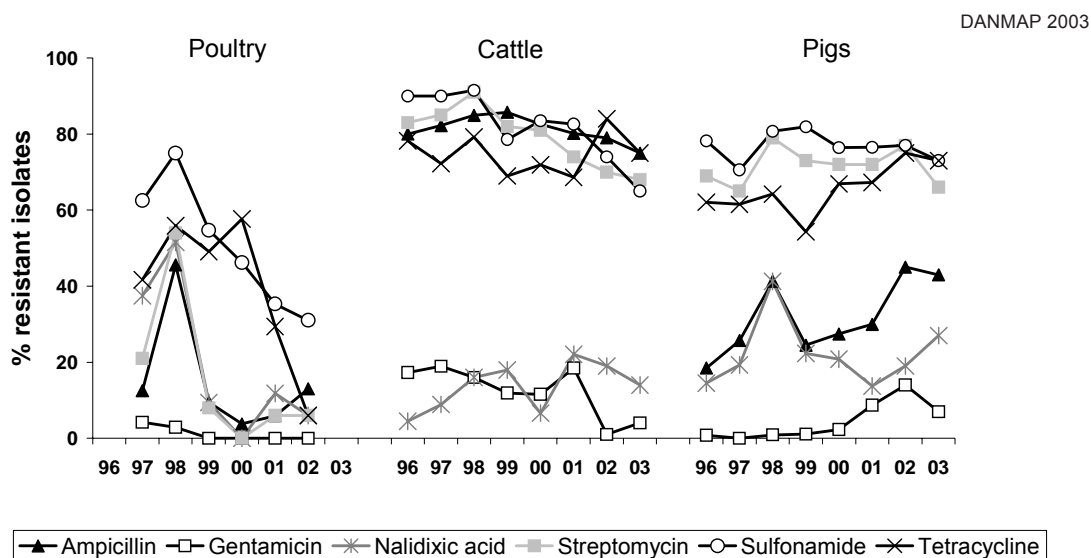 DANMAP 2003
Poultry Cattle Pigs
% resistant isolates
100
80
60
40
20
0
96 97 98 99 00 01 02 03 96 97 98 99 00 01 02 03 96 97 98 99 00 01 02 03
Ampicillin Gentamicin Nalidixic acid Streptomycin Sulfonamide Tetracycline